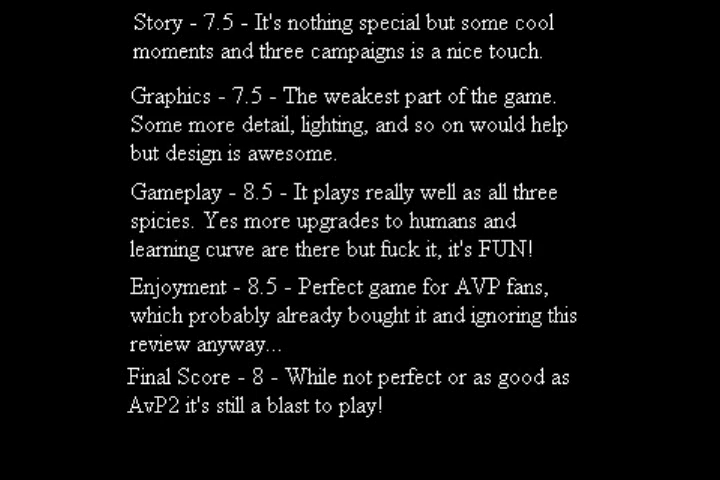 Story - 7.5 - It's nothing special but some cool
moments and three campaigns is a nice touch.
Graphics - 7.5 - The weakest part of the game.
Some more detail, lighting, and so on would help
but design is awesome.
Gameplay - 8.5 - It plays really well as all three
spicies. Yes more upgrades to humans and
learning curve are there but fuck it, it's FUN!
Enjoyment - 8.5 - Perfect game for AVP fans,
which probably already bought it and ignoring this
review anyway...
Final Score - 8 - While not perfect or as good as
AvP2 it's still a blast to play!